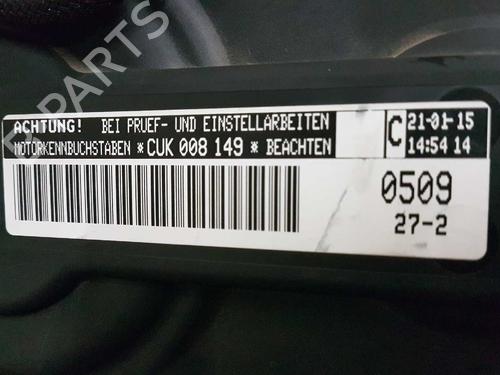 PARTS
ACHTUNG! BEI PRUEF- UND EINSTELLARBEITEN
MOTORKENNBUCHSTABEN *CUK 008 149 * BEACHTEN
C
21-01-15
14:54 14
0509
27-2